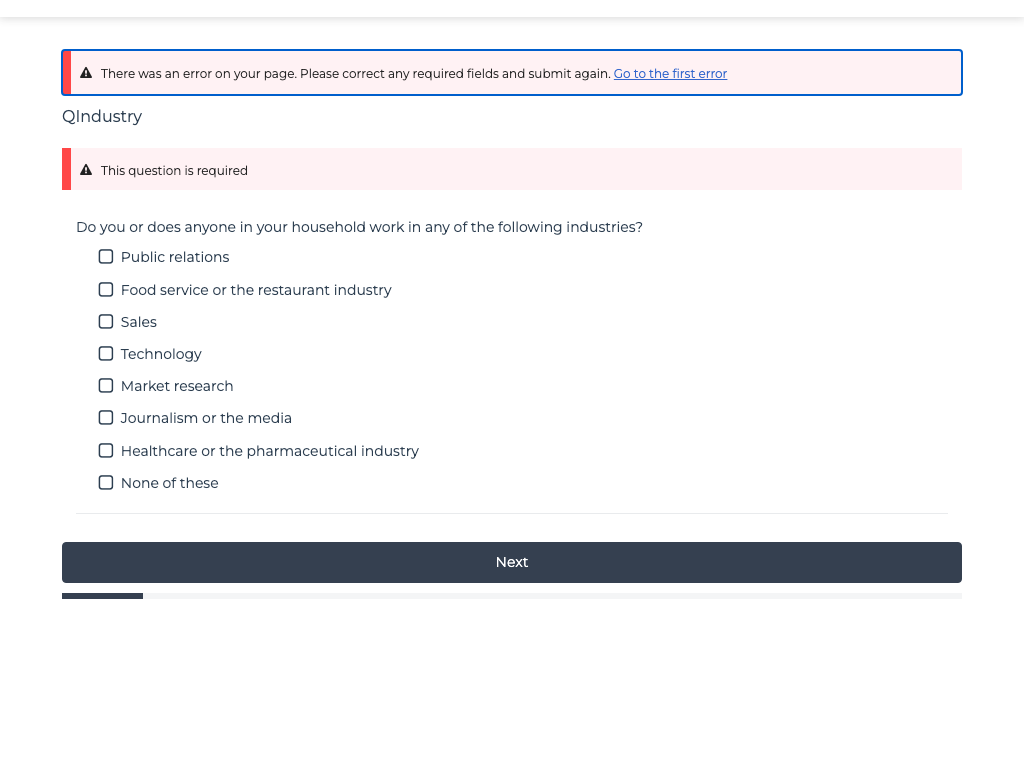 There was an error on your page. Please correct any required fields and submit again. Go to the first error
QIndustry
This question is required
Do you or does anyone in your household work in any of the following industries?
Public relations
Food service or the restaurant industry
Sales
Technology
Market research
Journalism or the media
Healthcare or the pharmaceutical industry
None of these
Next